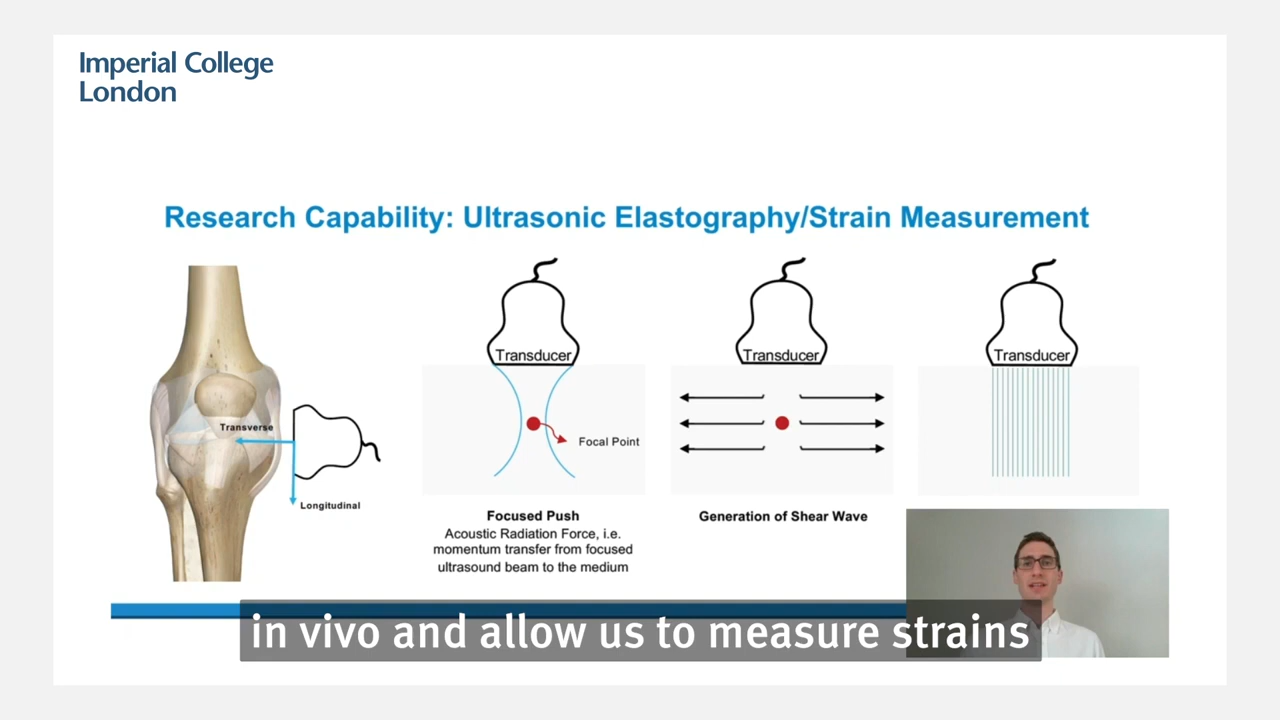 Imperial College
London
Research Capability: Ultrasonic Elastography/Strain Measurement
Transverse
Longitudinal
Transducer
Focal Point
Focused Push
Acoustic Radiation Force, i.e.
momentum transfer from focused
ultrasound beam to the medium
Transducer
Generation of Shear Wave
Transducer
in vivo and allow us to measure strains